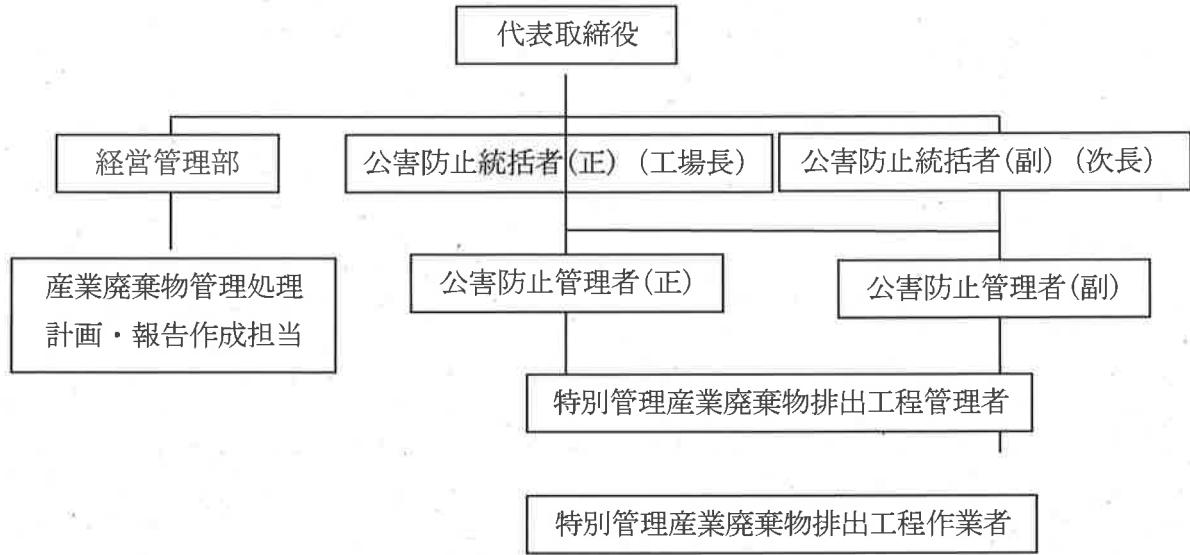 代表取締役
経営管理部
公害防止統括者(正)（工場長）
公害防止統括者(副)（次長）
産業廃棄物管理処理
計画・報告作成担当
公害防止管理者(正)
公害防止管理者(副)
特別管理産業廃棄物排出工程管理者
特別管理産業廃棄物排出工程作業者